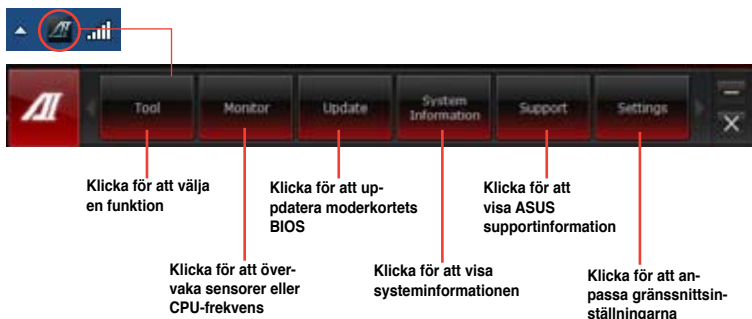 Tool
Monitor
Update
System
Information
Support
Settings
Klicka för att välja
en funktion
Klicka för att up-
pdatera moderkortets
BIOS
Klicka för att
visa ASUS
supportinformation
Klicka för att över-
vaka sensorer eller
CPU-frekvens
Klicka för att visa
systeminformationen
Klicka för att an-
passa gränssnittsin-
ställningarna